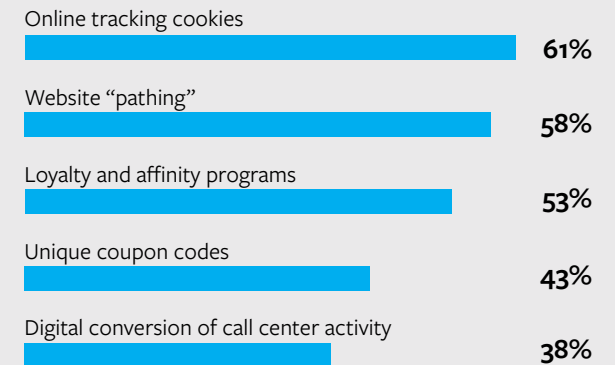 Online tracking cookies
61%
Website “pathing”
58%
Loyalty and affinity programs
53%
Unique coupon codes
43%
Digital conversion of call center activity
38%